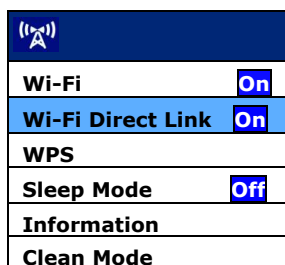 Wi-Fi On
Wi-Fi Direct Link On
WPS
Sleep Mode Off
Information
Clean Mode